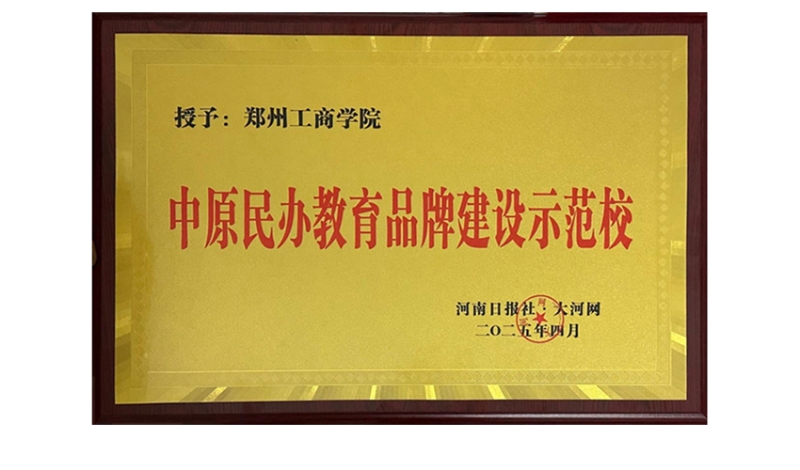 授予：郑州工商学院
中原民办教育品牌建设示范校
河南日报社·大河网
二〇二五年四月